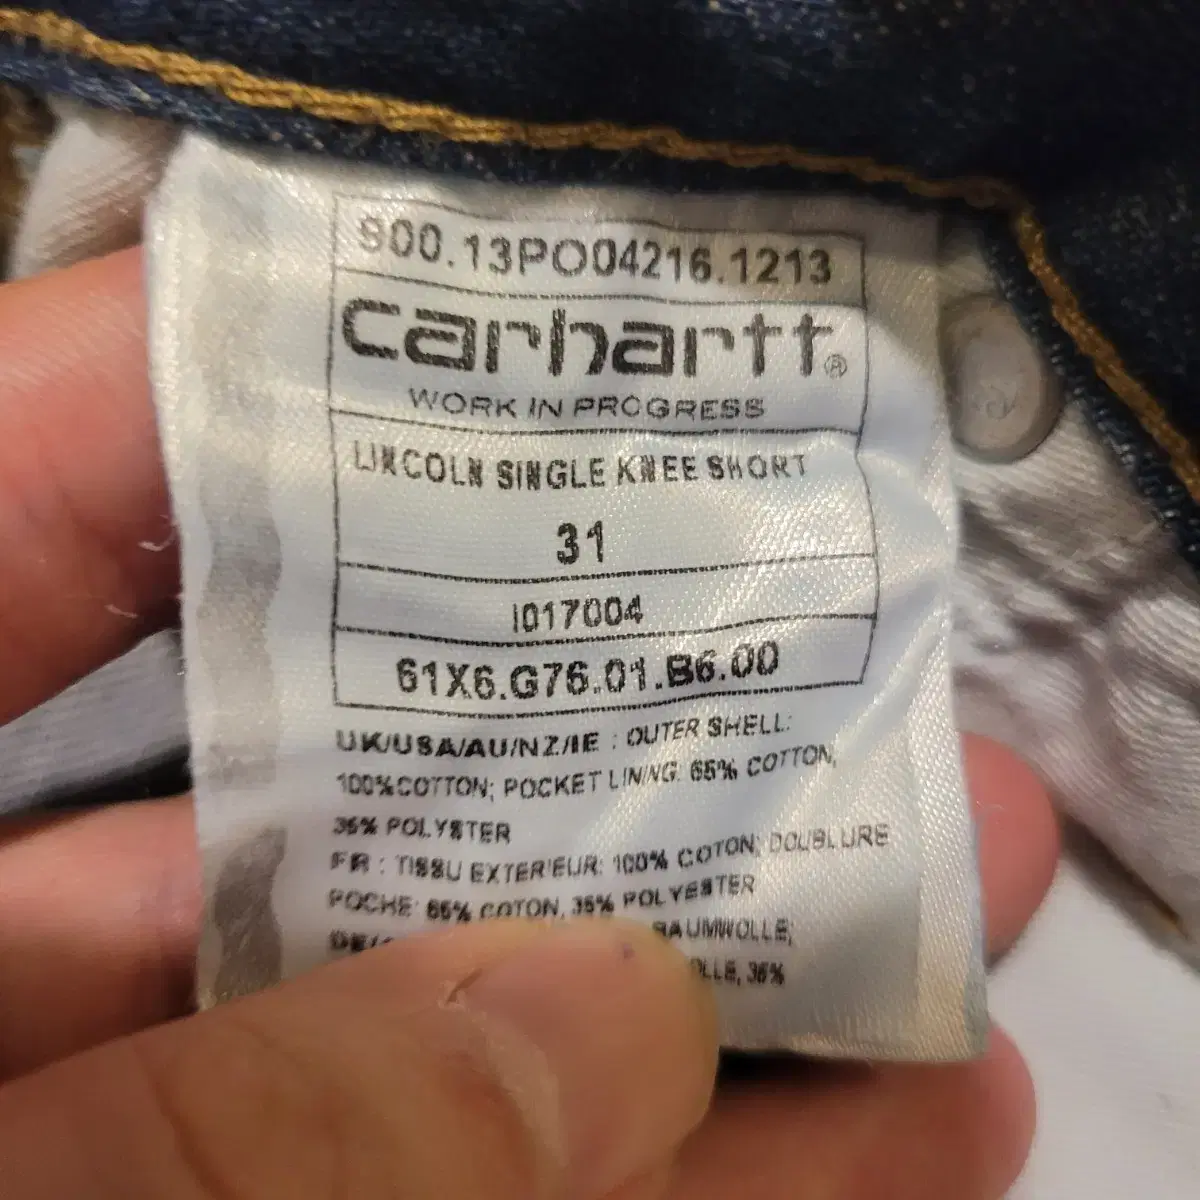 900.13PO04216.1213
carhartt®
WORK IN PROGRESS
LINCOLN SINGLE KNEE SHORT
31
I017004
61X6.G76.01.B6.00
UK/USA/AU/NZ/IE : OUTER SHELL:
100%COTTON; POCKET LINING: 65% COTTON,
35% POLYSTER
FR : TISSU EXTERIEUR: 100% COTON; DOUBLURE
POCHE: 65% COTON, 35% POLYESTER
BAUMWOLLE;
35%